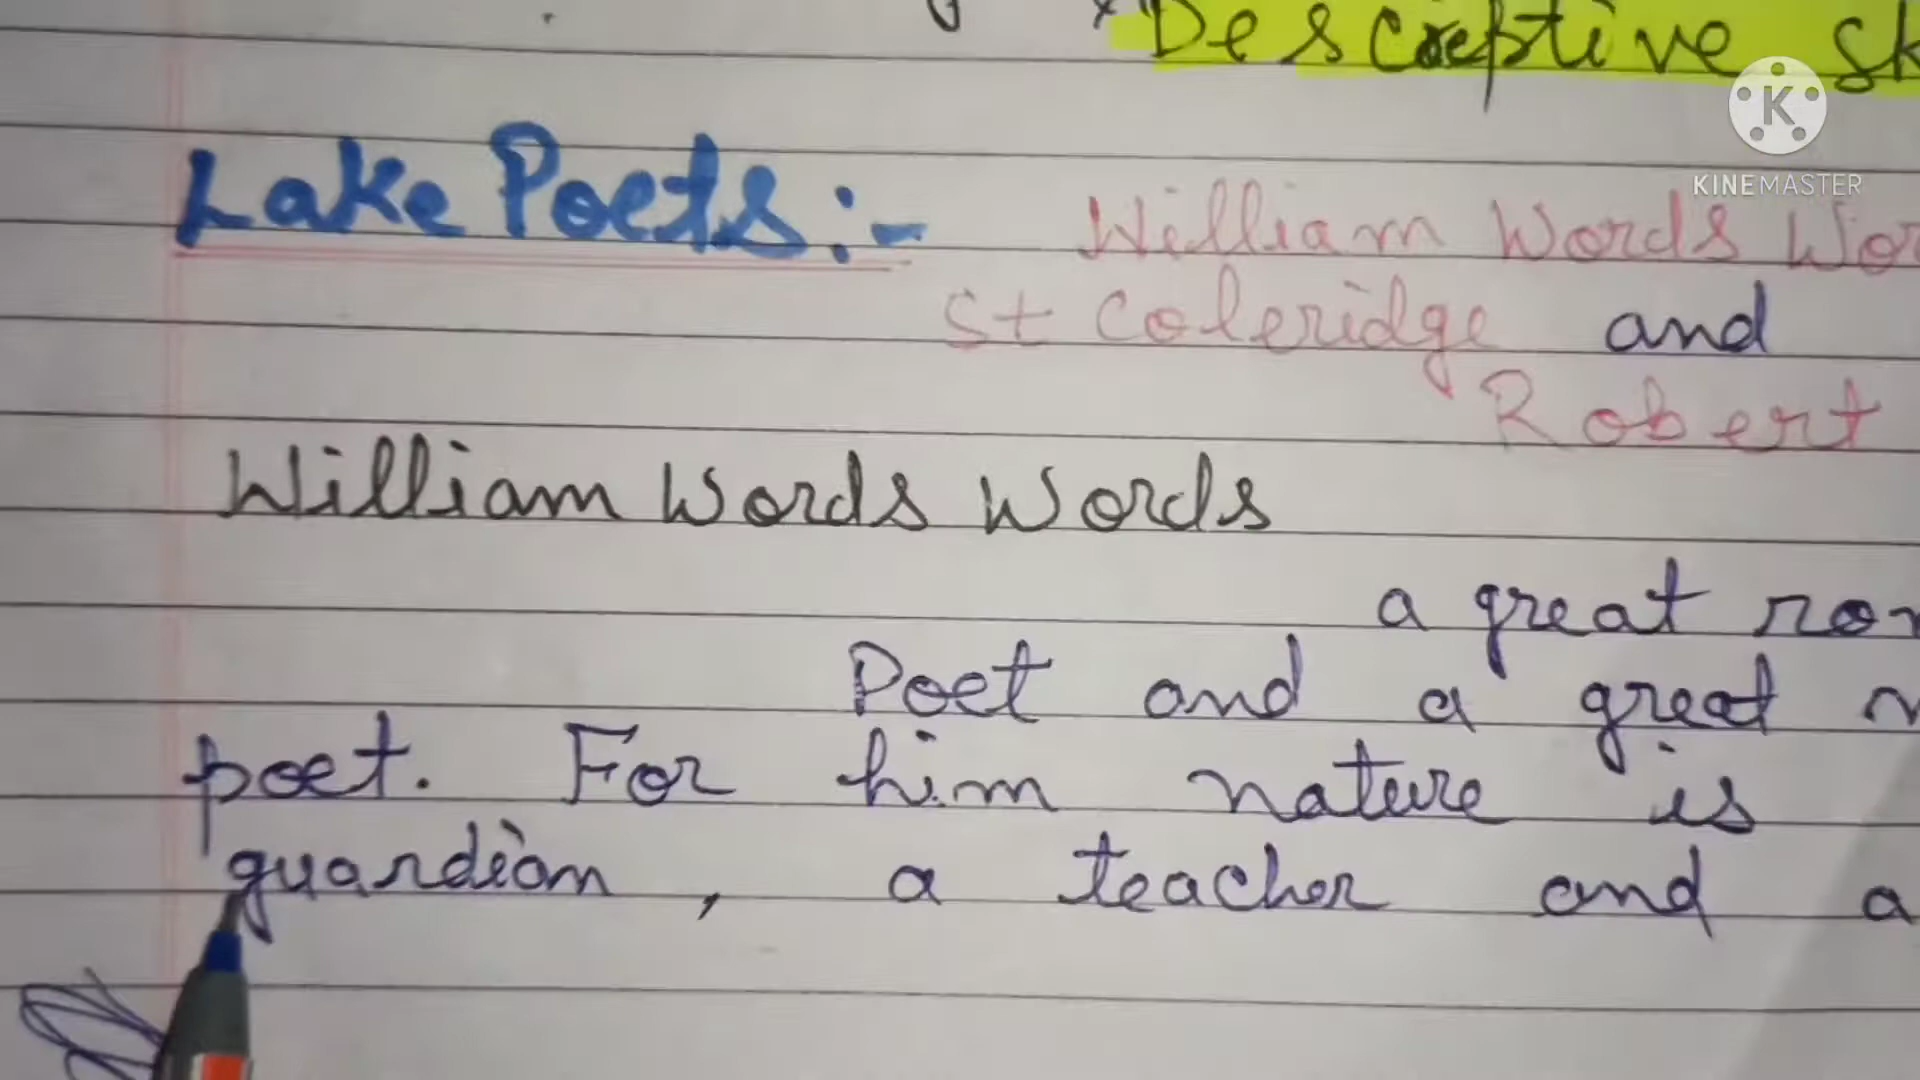 Descriptive
KINEMASTER
Lake Poets:-
William Words
St Coleridge and
Robert
William Words Words
a great
Poet and a great
poet. For him nature is
guardian, a teacher and a